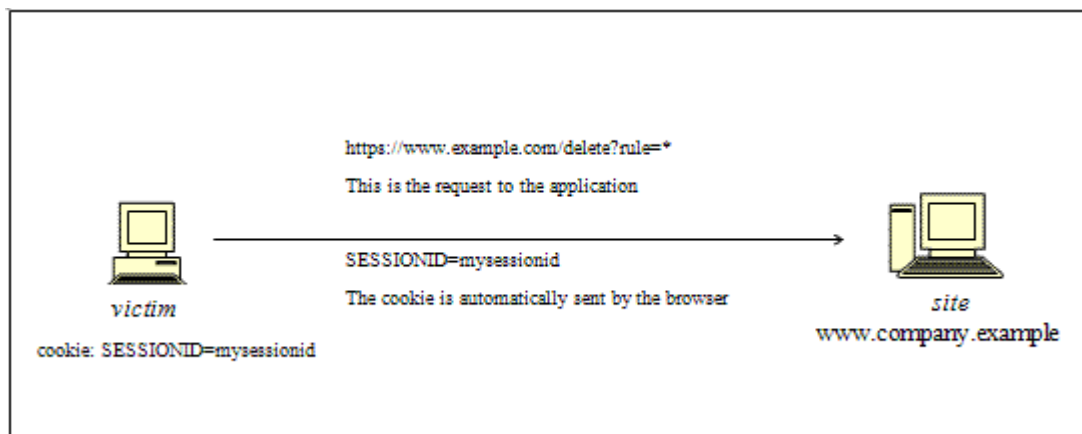 https://www.example.com/delete?rule=*
This is the request to the application
SESSIONID=mysessionid
The cookie is automatically sent by the browser
victim
cookie: SESSIONID=mysessionid
site
www.company.example